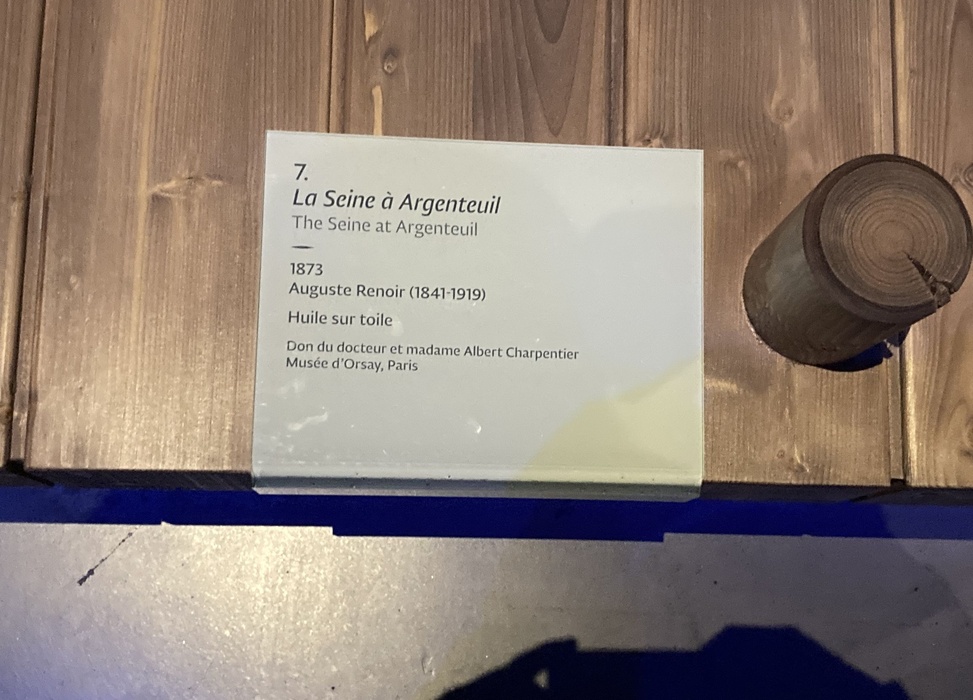 7.
La Seine à Argenteuil
The Seine at Argenteuil
1873
Auguste Renoir (1841-1919)
Huile sur toile
Don du docteur et madame Albert Charpentier
Musée d'Orsay, Paris